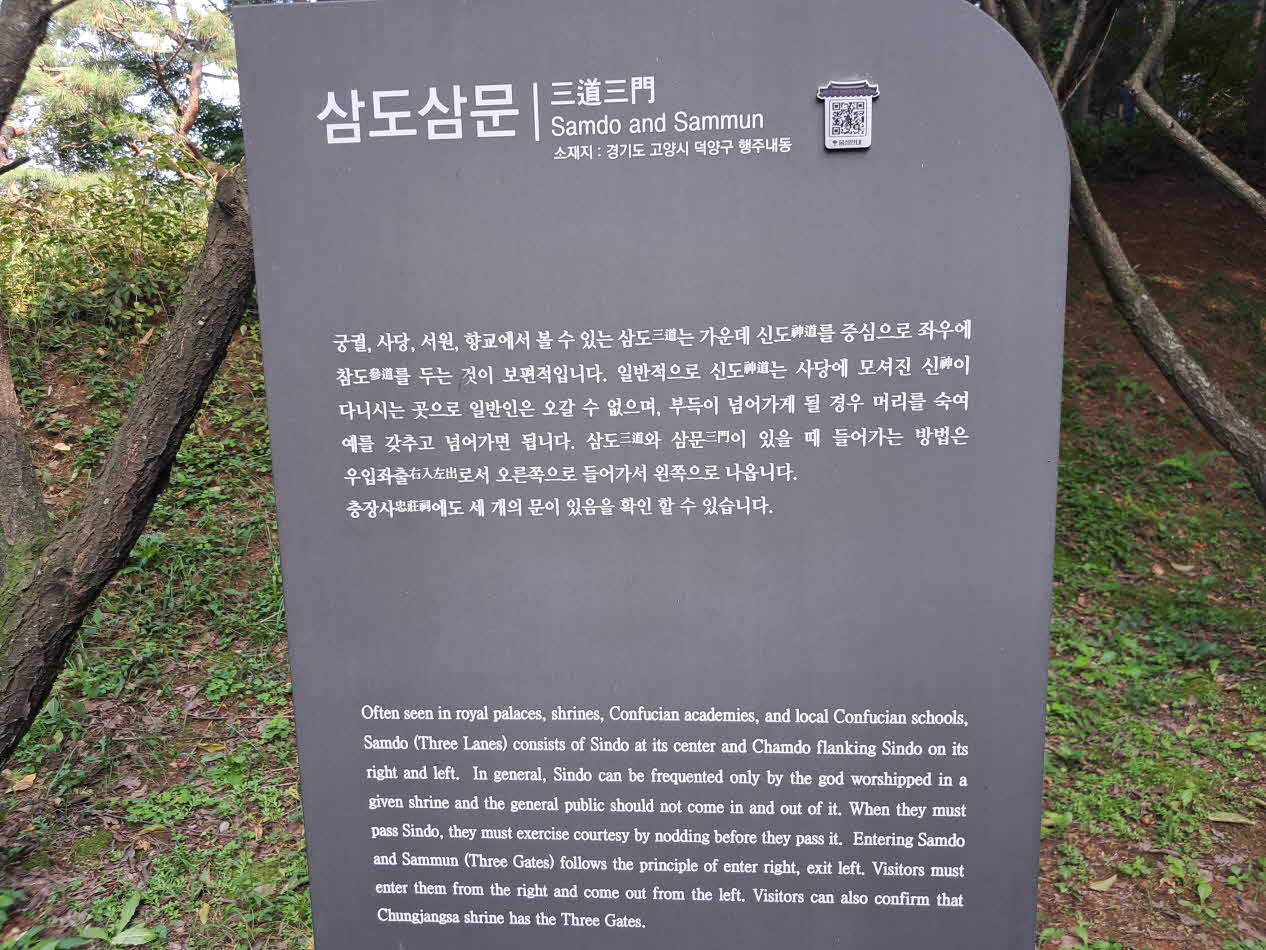 삼도삼문
三道三門
Samdo and Sammun
소재지 : 경기도 고양시 덕양구 행주내동
궁궐, 사당, 서원, 향교에서 볼 수 있는 삼도三道는 가운데 신도神道를 중심으로 좌우에
참도參道를 두는 것이 보편적입니다. 일반적으로 신도神道는 사당에 모셔진 신神이
다니시는 곳으로 일반인은 오갈 수 없으며, 부득이 넘어가게 될 경우 머리를 숙여
예를 갖추고 넘어가면 됩니다. 삼도三道와 삼문三門이 있을 때 들어가는 방법은
우입좌출右入左出로서 오른쪽으로 들어가서 왼쪽으로 나옵니다.
충장사忠莊祠에도 세 개의 문이 있음을 확인 할 수 있습니다.
Often seen in royal palaces, shrines, Confucian academies, and local Confucian schools,
Samdo (Three Lanes) consists of Sindo at its center and Chamdo flanking Sindo on its
right and left. In general, Sindo can be frequented only by the god worshipped in a
given shrine and the general public should not come in and out of it. When they must
pass Sindo, they must exercise courtesy by nodding before they pass it. Entering Samdo
and Sammun (Three Gates) follows the principle of enter right, exit left. Visitors must
enter them from the right and come out from the left. Visitors can also confirm that
Chungjangsa shrine has the Three Gates.